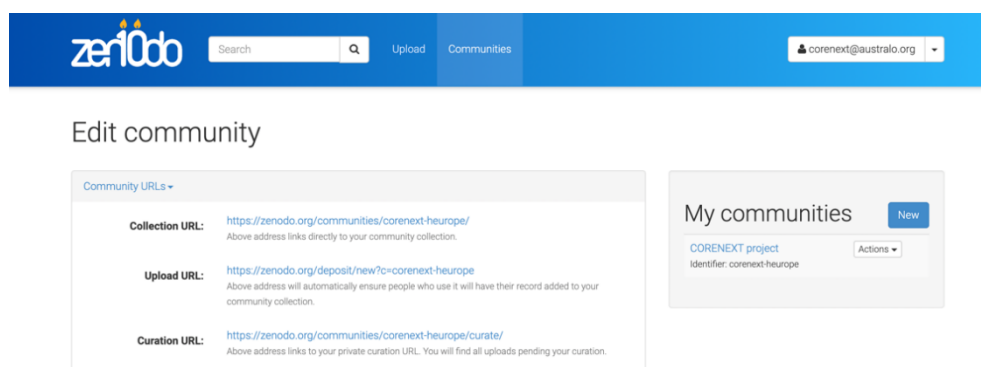 zen10do
Search
Upload
Communities
corenext@australo.org
Edit community
Community URLs
Collection URL:
https://zenodo.org/communities/corenext-heurope/
Above address links directly to your community collection.
Upload URL:
https://zenodo.org/deposit/new?c=corenext-heurope
Above address will automatically ensure people who use it will have their record added to your
community collection.
Curation URL:
https://zenodo.org/communities/corenext-heurope/curate/
Above address links to your private curation URL. You will find all uploads pending your curation.
My communities
New
CORENEXT project
Actions
Identifier: corenext-heurope